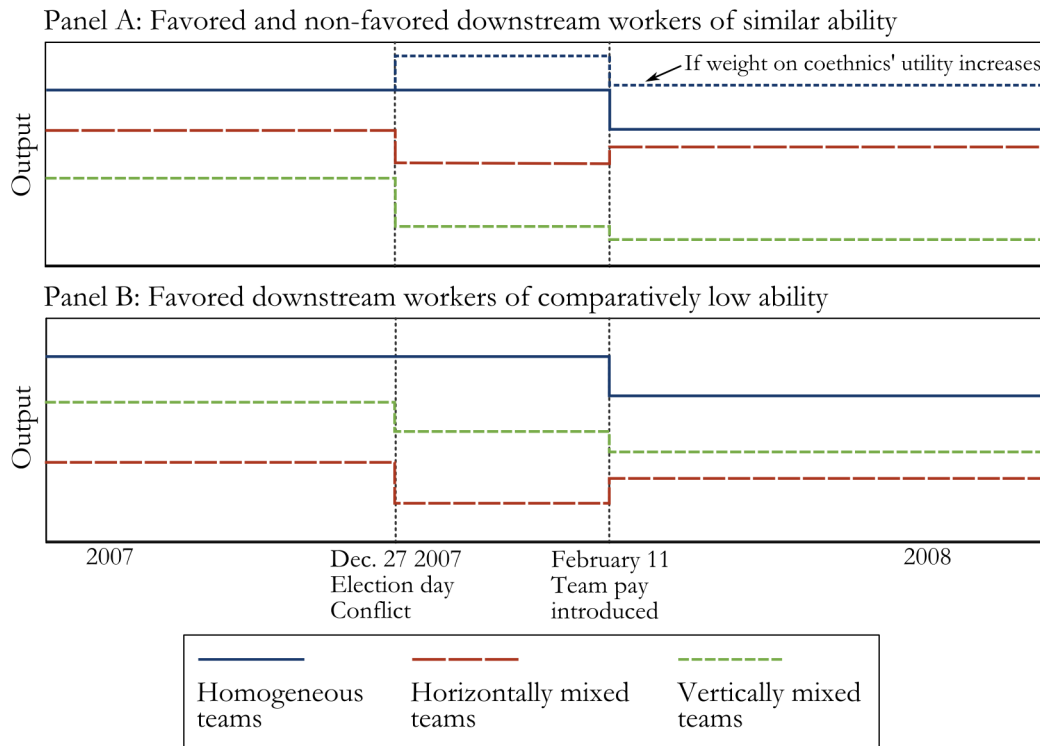 Panel A: Favored and non-favored downstream workers of similar ability
If weight on coethnics' utility increases
Output
Panel B: Favored downstream workers of comparatively low ability
Output
2007
Dec. 27 2007
Election day
Conflict
February 11
Team pay
introduced
2008
Homogeneous
teams
Horizontally mixed
teams
Vertically mixed
teams